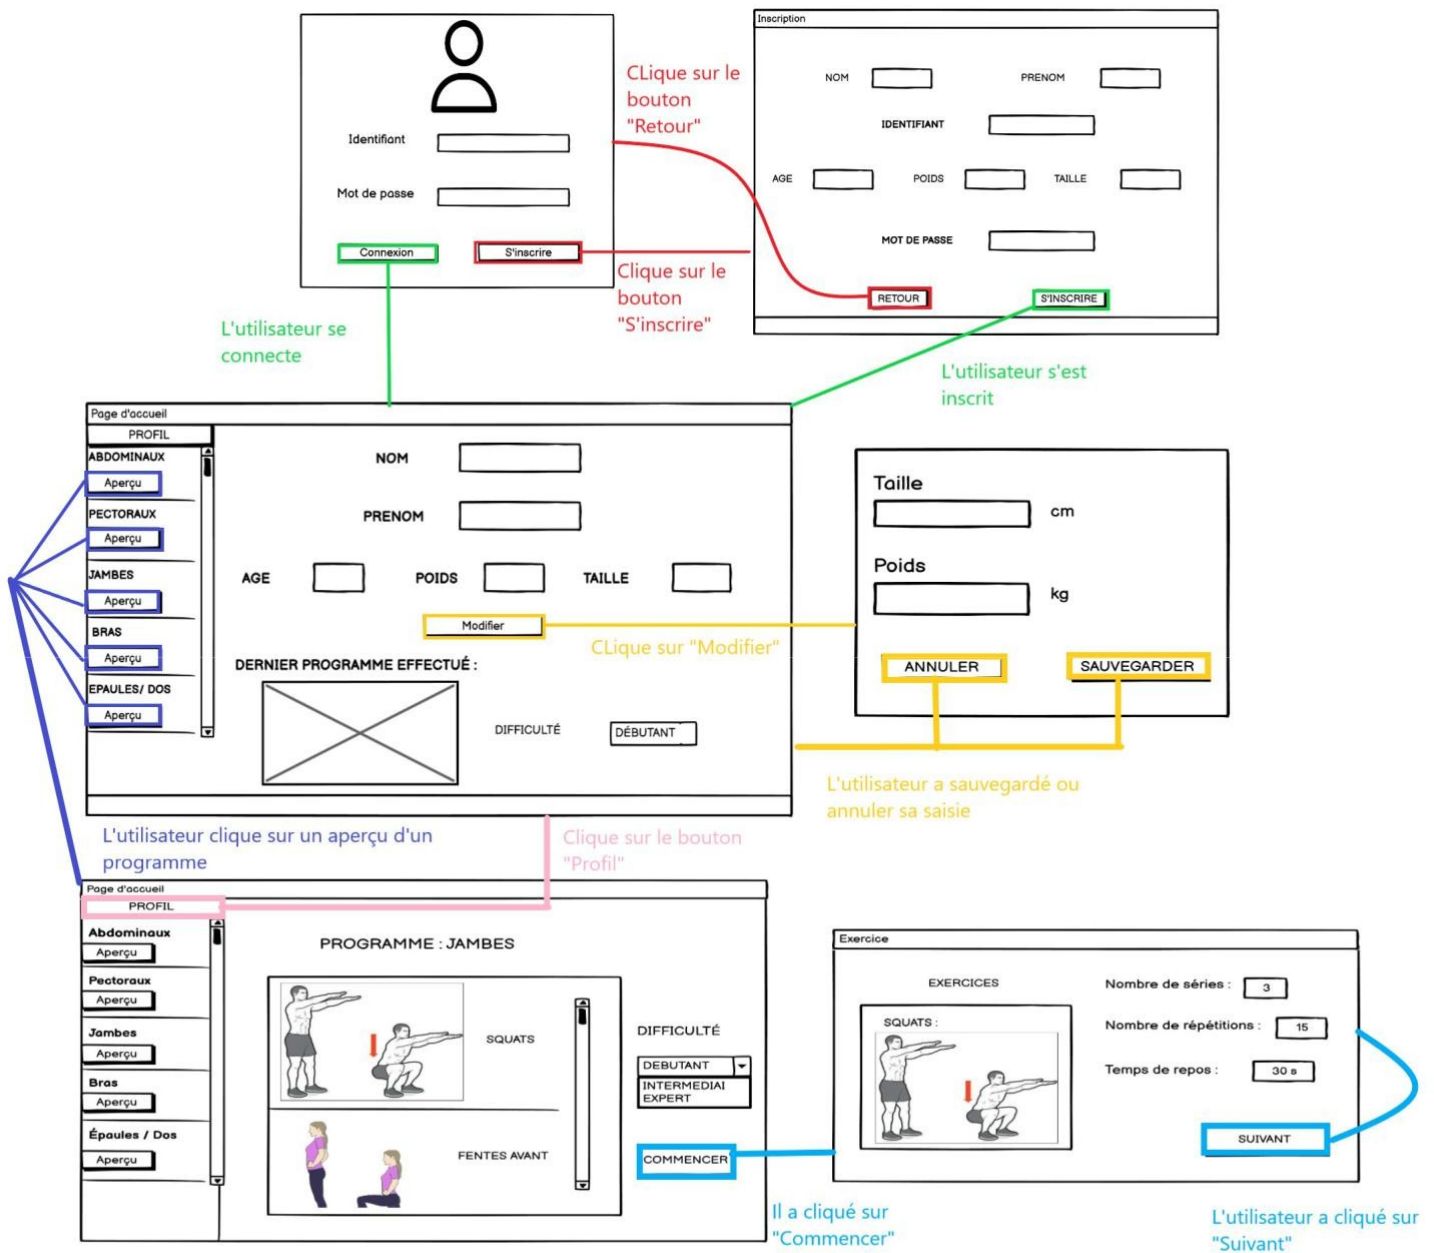 Identifiant
Mot de passe
Connexion
S'inscrire
CLique sur le
bouton
"Retour"
Clique sur le
bouton
"S'inscrire"
Inscription
NOM
PRENOM
IDENTIFIANT
AGE
POIDS
TAILLE
MOT DE PASSE
RETOUR
S'INSCRIRE
L'utilisateur se
connecte
L'utilisateur s'est
inscrit
Page d'accueil
PROFIL
ABDOMINAUX
Aperçu
PECTORAUX
Aperçu
JAMBES
Aperçu
BRAS
Aperçu
EPAULES/ DOS
Aperçu
NOM
PRENOM
AGE
POIDS
TAILLE
Modifier
CLique sur "Modifier"
DERNIER PROGRAMME EFFECTUÉ :
DIFFICULTÉ
DÉBUTANT
Taille
cm
Poids
kg
ANNULER
SAUVEGARDER
L'utilisateur a sauvegardé ou
annuler sa saisie
L'utilisateur clique sur un aperçu d'un
programme
Clique sur le bouton
"Profil"
Page d'accueil
PROFIL
Abdominaux
Aperçu
Pectoraux
Aperçu
Jambes
Aperçu
Bras
Aperçu
Épaules / Dos
Aperçu
PROGRAMME : JAMBES
SQUATS
FENTES AVANT
DIFFICULTÉ
DEBUTANT
INTERMEDIAI
EXPERT
COMMENCER
Il a cliqué sur
"Commencer"
Exercice
EXERCICES
SQUATS :
Nombre de séries :
3
Nombre de répétitions :
15
Temps de repos :
30 s
SUIVANT
L'utilisateur a cliqué sur
"Suivant"